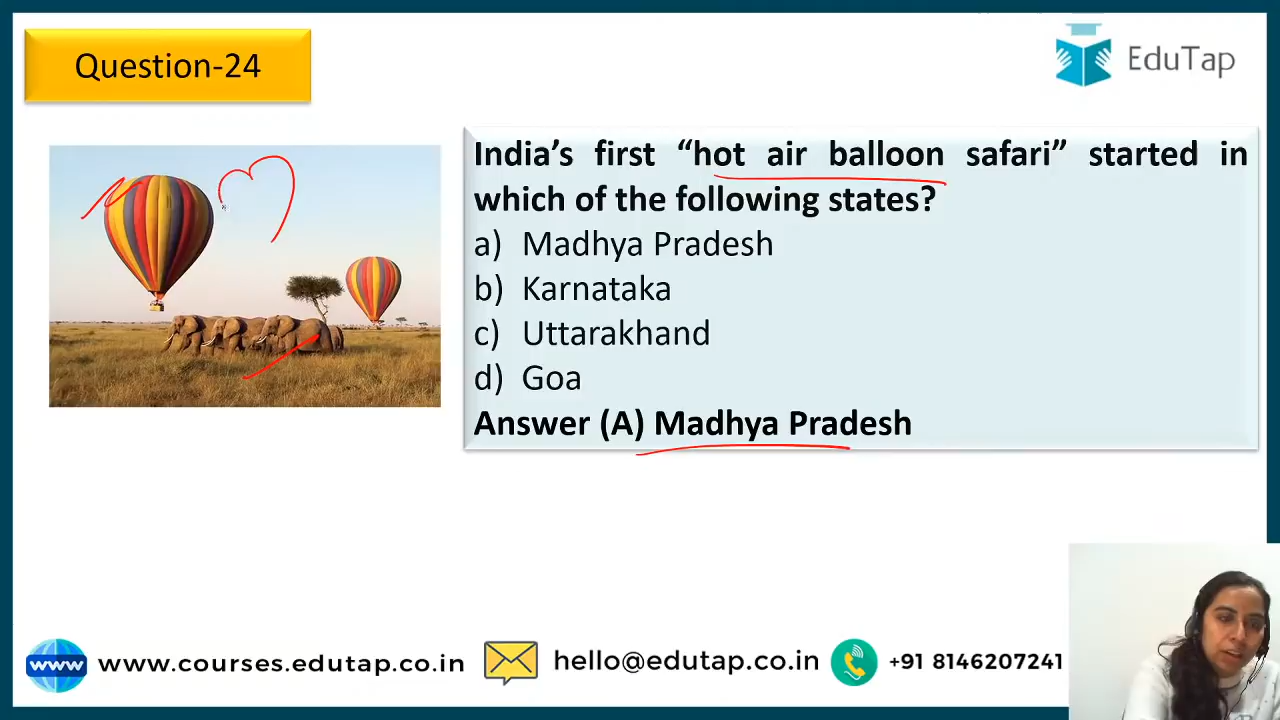 Question-24
EduTap
India’s first “hot air balloon safari” started in
which of the following states?
a) Madhya Pradesh
b) Karnataka
c) Uttarakhand
d) Goa
Answer (A) Madhya Pradesh
www www.courses.edutap.co.in
hello@edutap.co.in
+91 8146207241